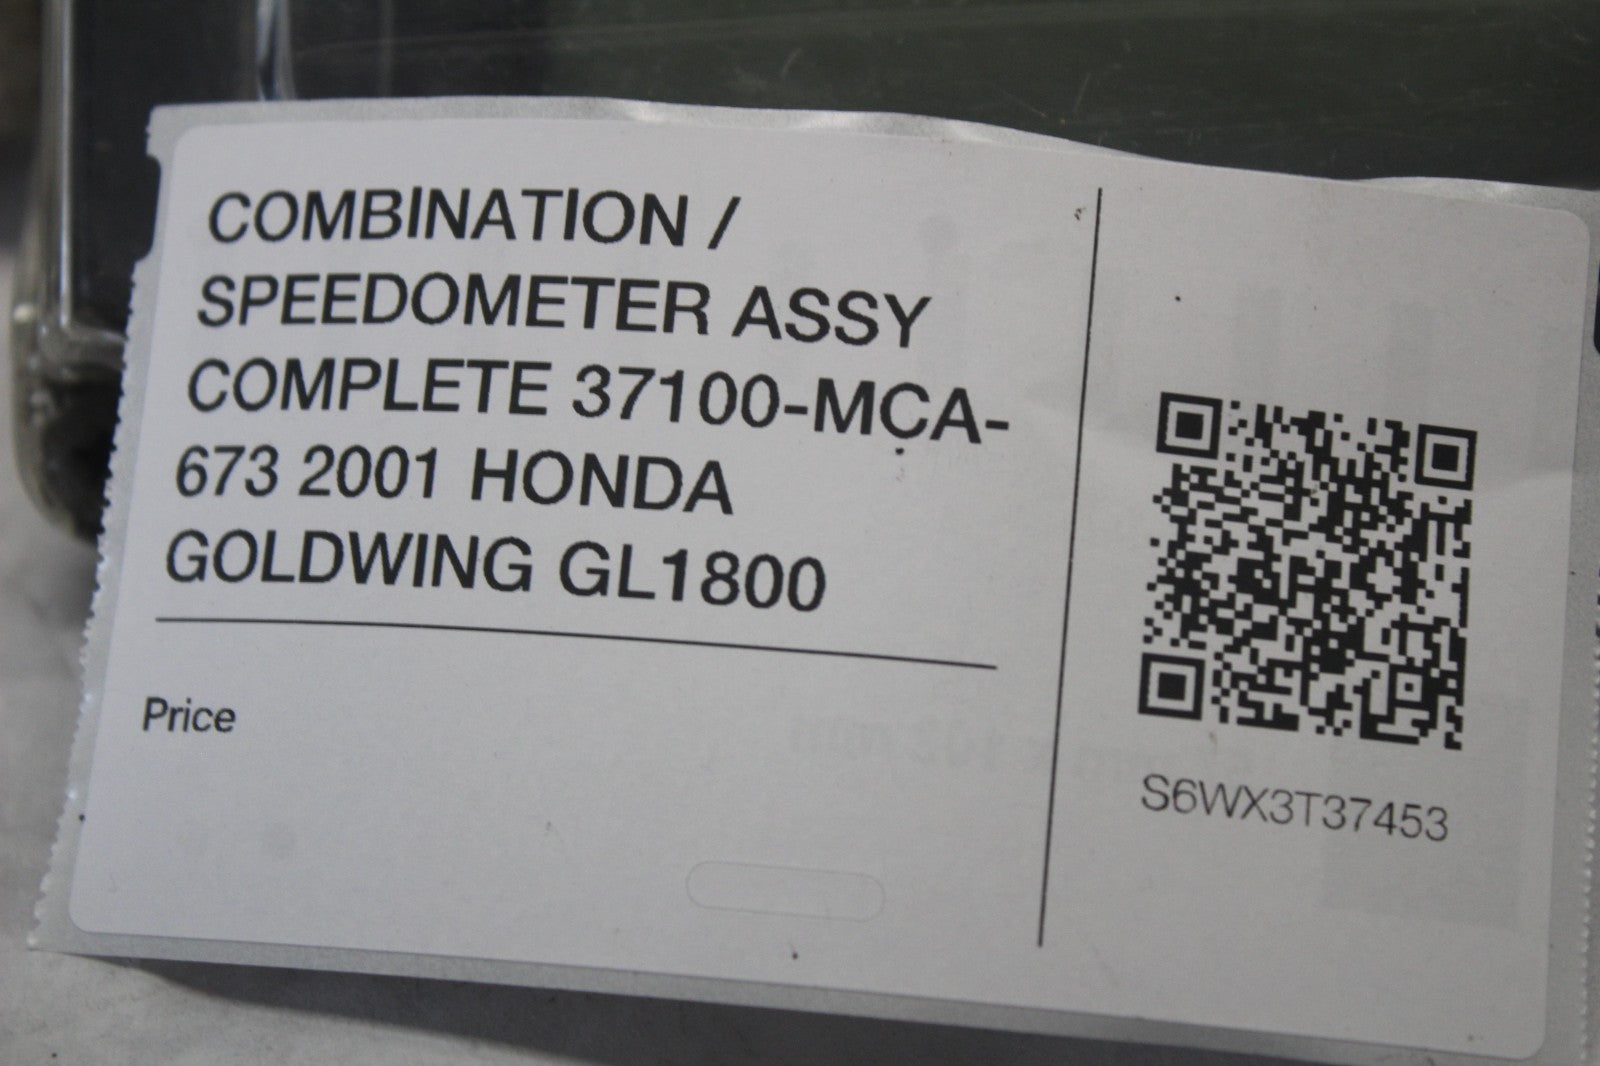 COMBINATION /
SPEEDOMETER ASSY
COMPLETE 37100-MCA-
673 2001 HONDA
GOLDWING GL1800
Price
S6WX3T37453